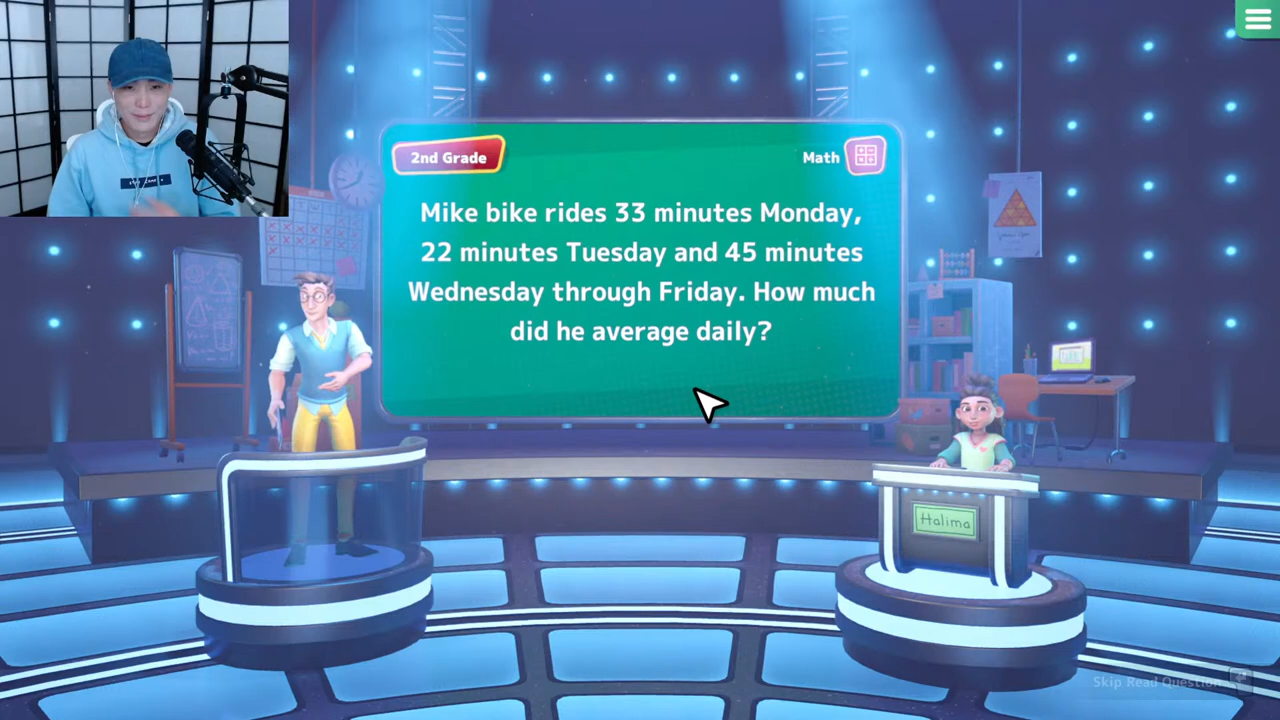 2nd Grade
Math
Mike bike rides 33 minutes Monday,
22 minutes Tuesday and 45 minutes
Wednesday through Friday. How much
did he average daily?
Halima
Skip Read Question